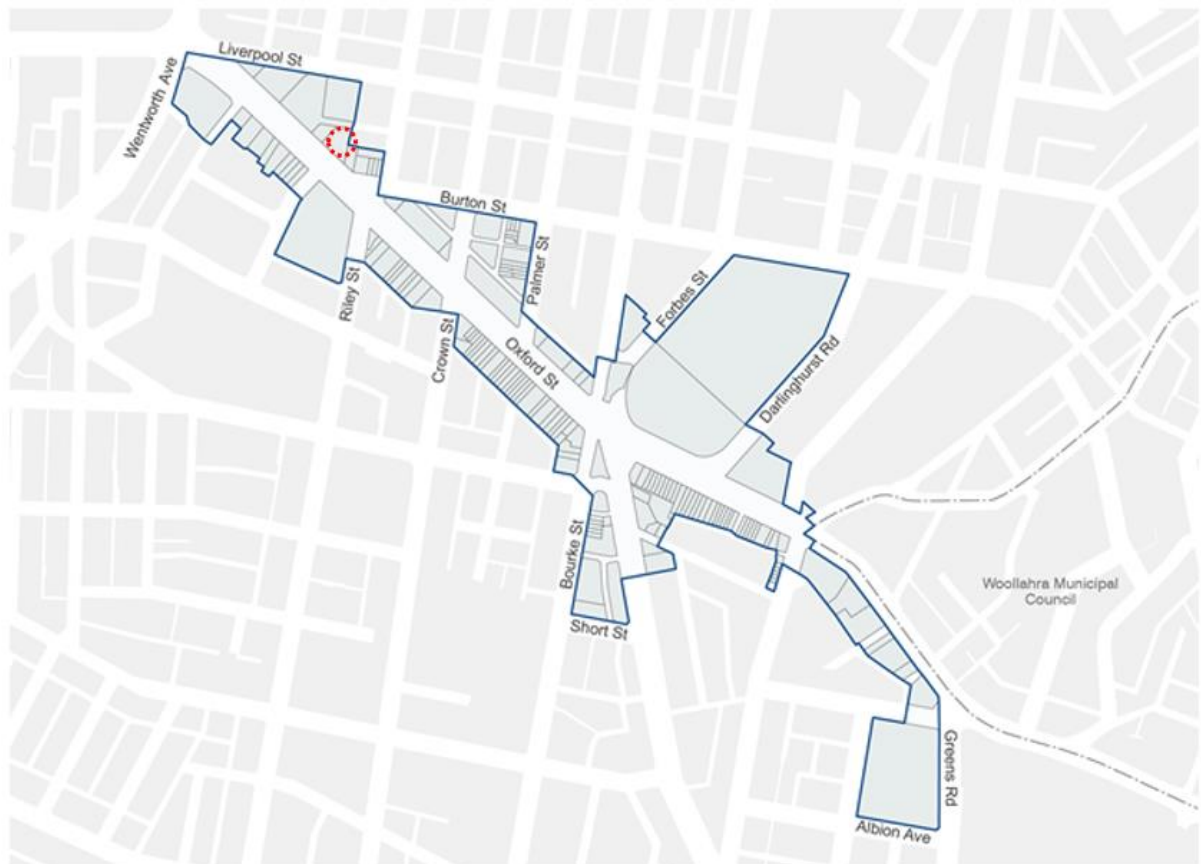 Liverpool St
Wentworth Ave
Burton St
Palmer St
Riley St
Forbes St
Crown St
Oxford St
Darlinghurst Rd
Bourke St
Woollahra Municipal
Council
Short St
Greens Rd
Albion Ave